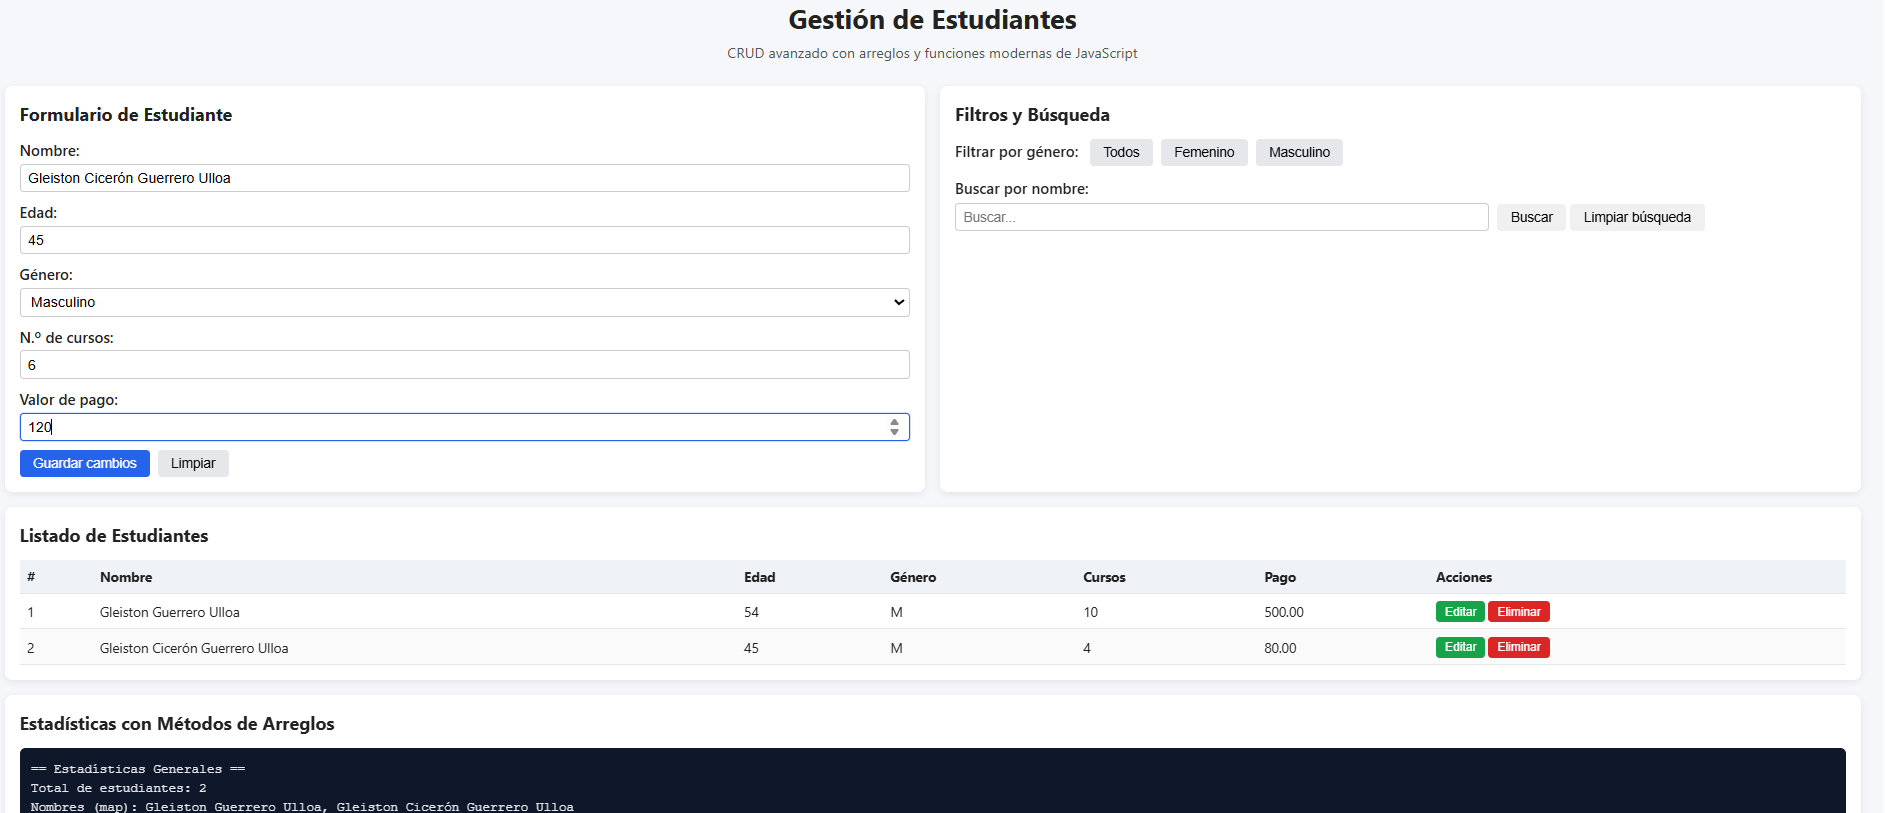 Gestión de Estudiantes
CRUD avanzado con arreglos y funciones modernas de JavaScript
Formulario de Estudiante
Nombre:
Gleiston Cicerón Guerrero Ulloa
Edad:
45
Género:
Masculino
N.º de cursos:
6
Valor de pago:
120
Guardar cambios Limpiar
Filtros y Búsqueda
Filtrar por género: Todos Femenino Masculino
Buscar por nombre:
Buscar... Buscar Limpiar búsqueda
Listado de Estudiantes
# Nombre Edad Género Cursos Pago Acciones
1 Gleiston Guerrero Ulloa 54 M 10 500.00 Editar Eliminar
2 Gleiston Cicerón Guerrero Ulloa 45 M 4 80.00 Editar Eliminar
Estadísticas con Métodos de Arreglos
== Estadísticas Generales ==
Total de estudiantes: 2
Nombres (map): Gleiston Guerrero Ulloa, Gleiston Cicerón Guerrero Ulloa